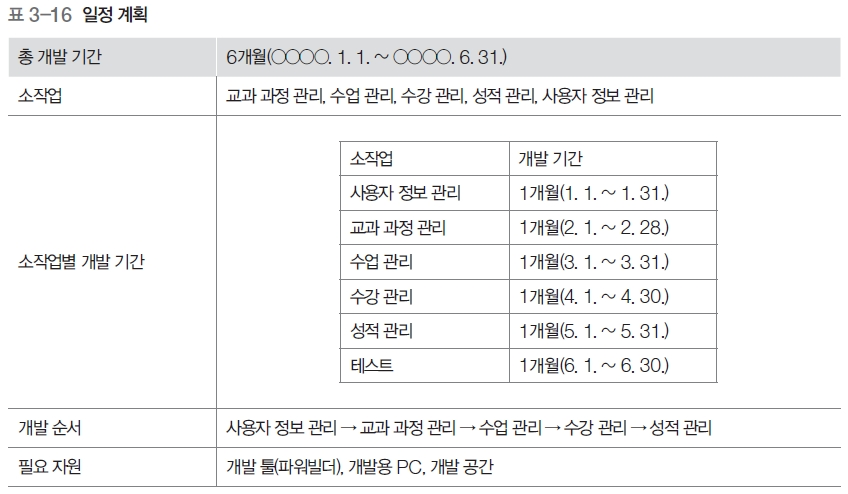 표 3-16 일정 계획
총 개발 기간 6개월(○○○○. 1. 1. ~ ○○○○. 6. 31.)
소작업 교과 과정 관리, 수업 관리, 수강 관리, 성적 관리, 사용자 정보 관리
소작업 개발 기간
사용자 정보 관리 1개월(1. 1. ~ 1. 31.)
교과 과정 관리 1개월(2. 1. ~ 2. 28.)
수업 관리 1개월(3. 1. ~ 3. 31.)
소작업별 개발 기간
수강 관리 1개월(4. 1. ~ 4. 30.)
성적 관리 1개월(5. 1. ~ 5. 31.)
테스트 1개월(6. 1. ~ 6. 30.)
개발 순서 사용자 정보 관리 → 교과 과정 관리 → 수업 관리 → 수강 관리 → 성적 관리
필요 자원 개발 툴(파워빌더), 개발용 PC, 개발 공간